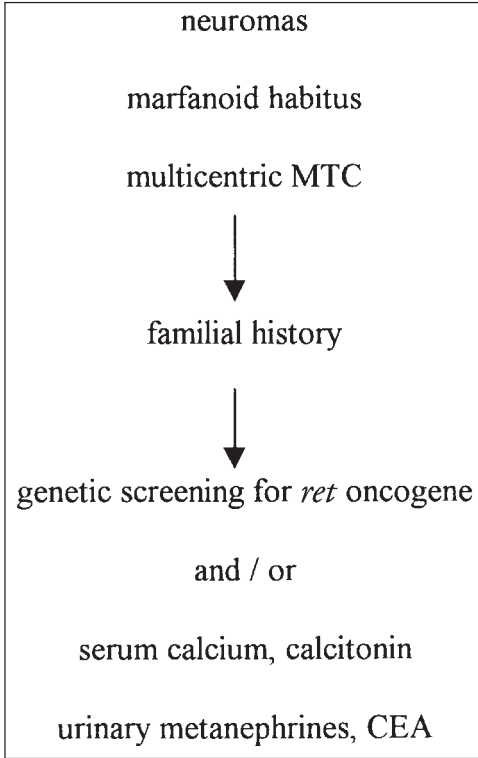 neuromas
marfanoid habitus
multicentric MTC
familial history
genetic screening for ret oncogene
and / or
serum calcium, calcitonin
urinary metanephrines, CEA